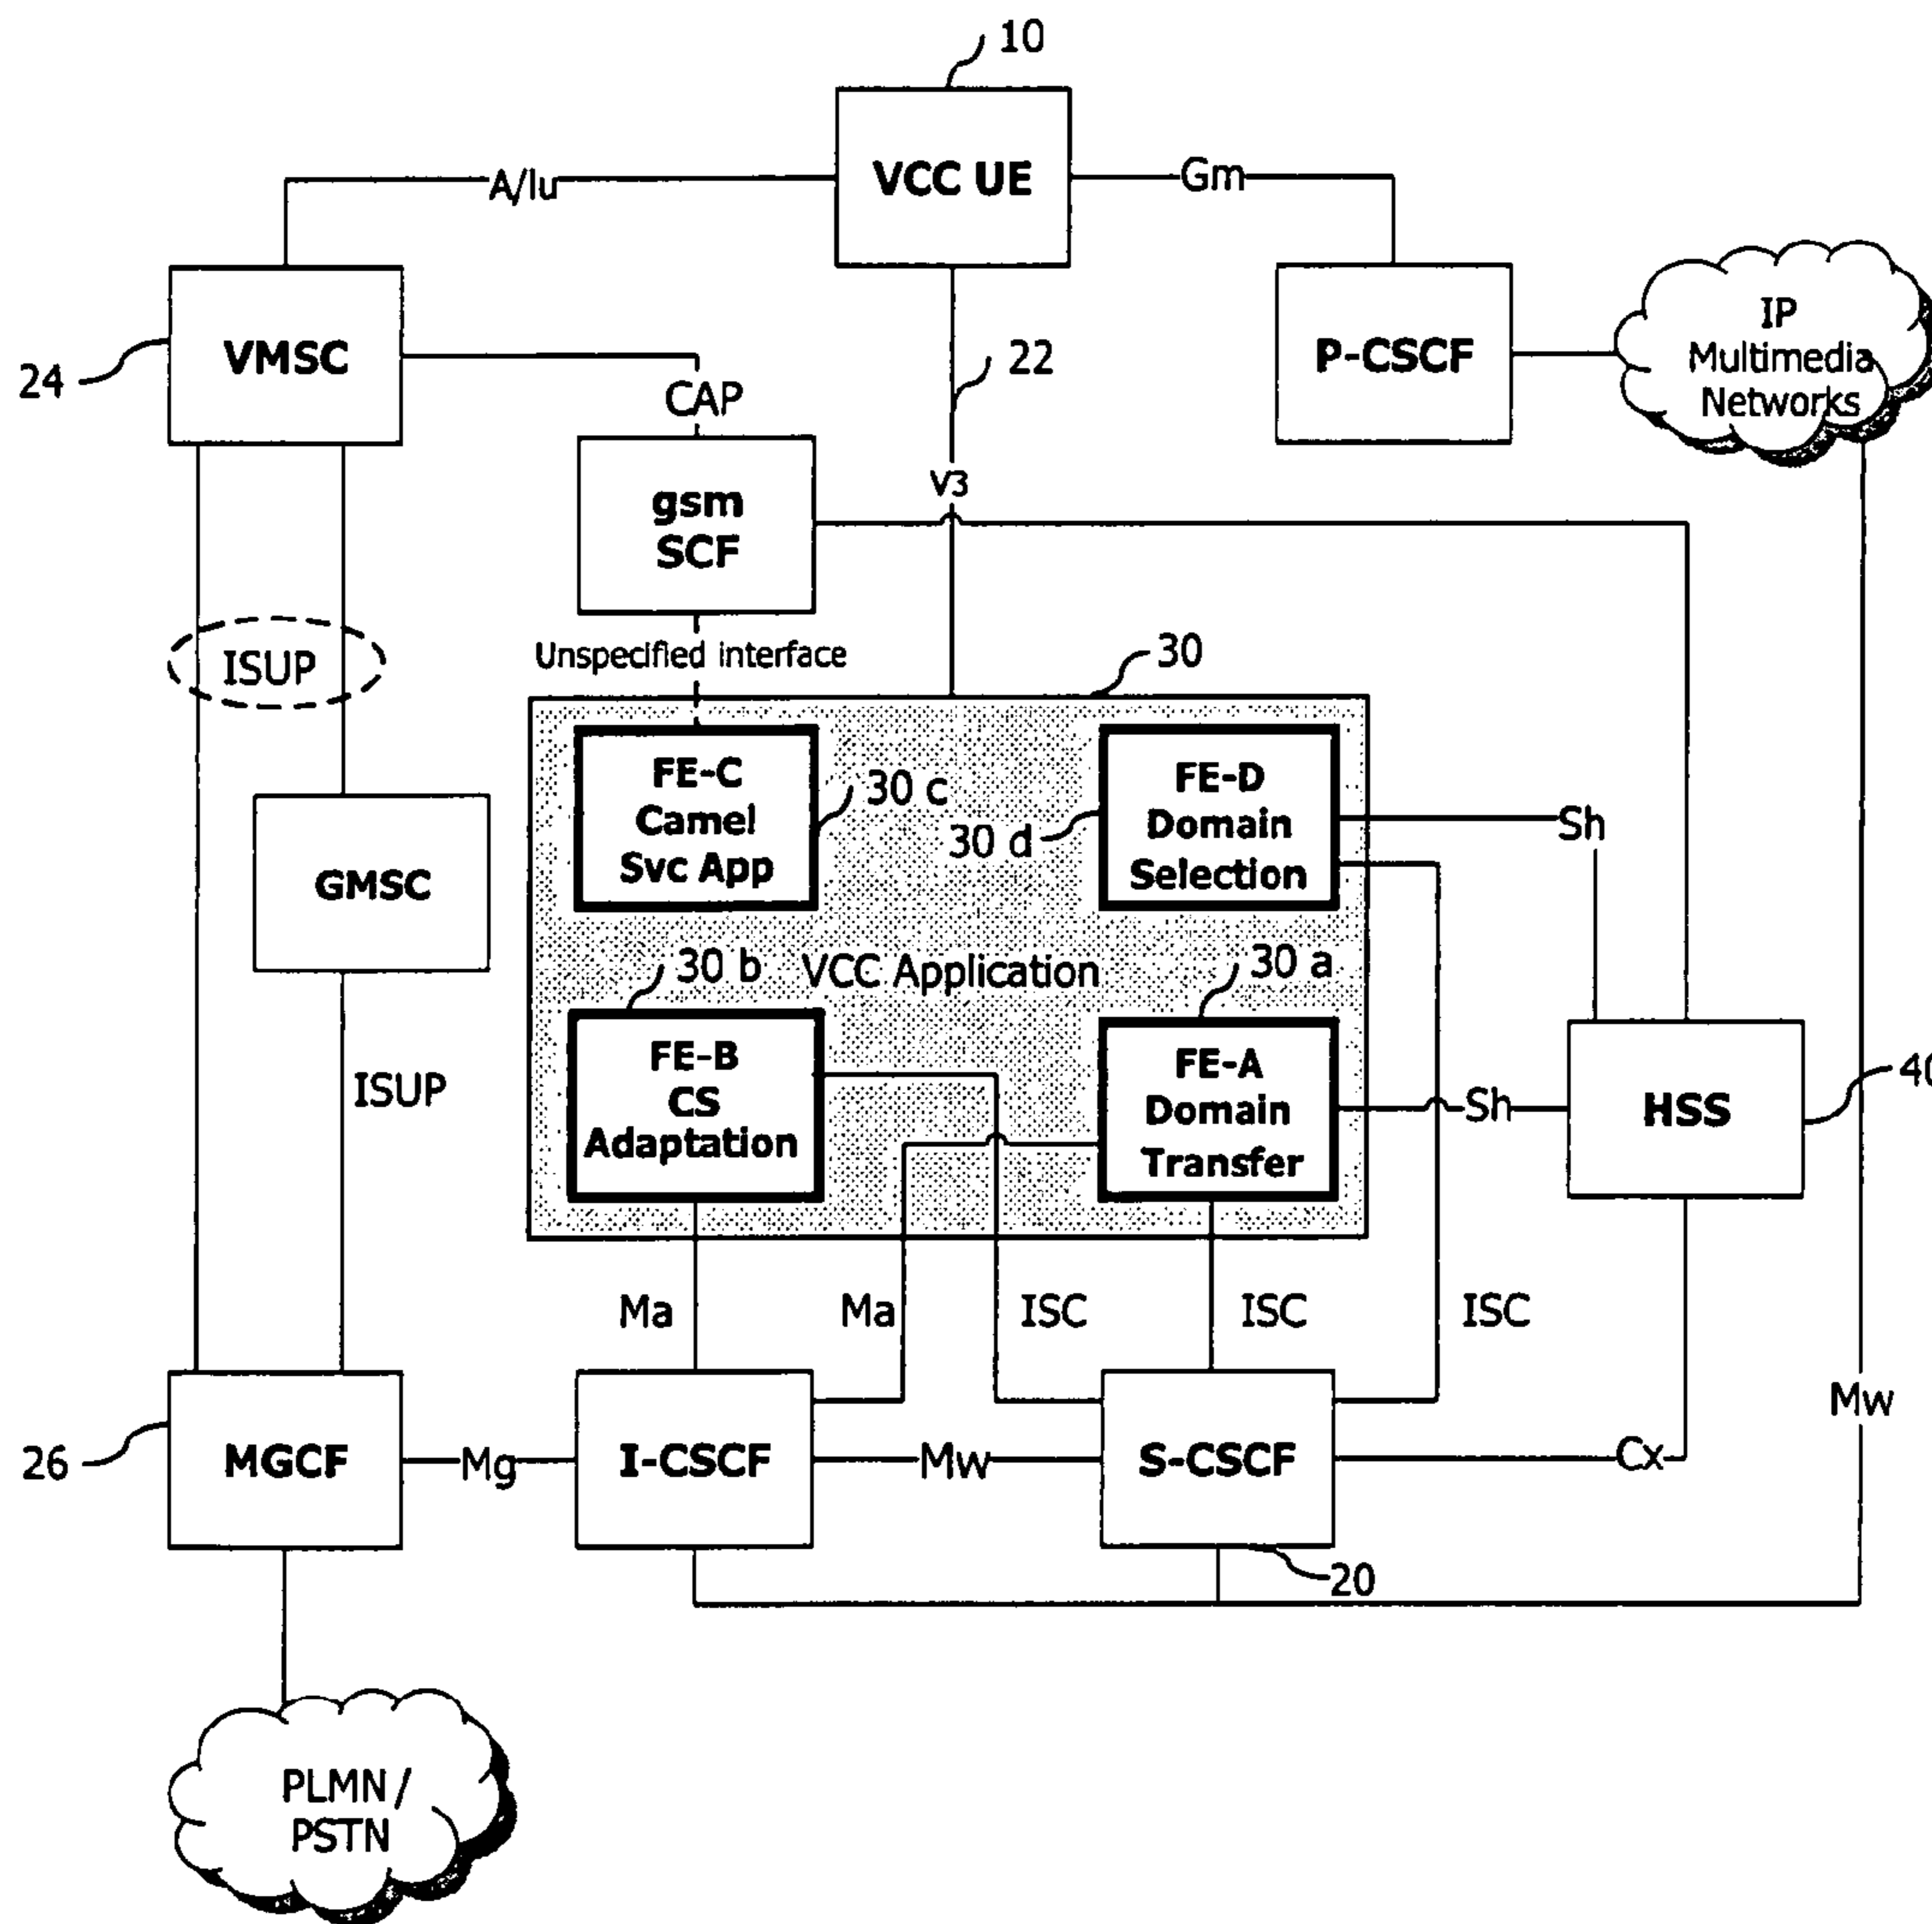 10
VCC UE
A/Iu
Gm
VMSC
24
CAP
22
P-CSCF
IP
Multimedia
Networks
gsm
SCF
V3
ISUP
Unspecified interface
30
FE-C
Camel
Svc App
30 c
FE-D
Domain
Selection
30 d
Sh
GMSC
VCC Application
30 b
30 a
FE-B
CS
Adaptation
FE-A
Domain
Transfer
Sh
HSS
40
ISUP
Ma
Ma
ISC
ISC
ISC
Mw
MGCF
26
Mg
I-CSCF
Mw
S-CSCF
Cx
20
PLMN /
PSTN